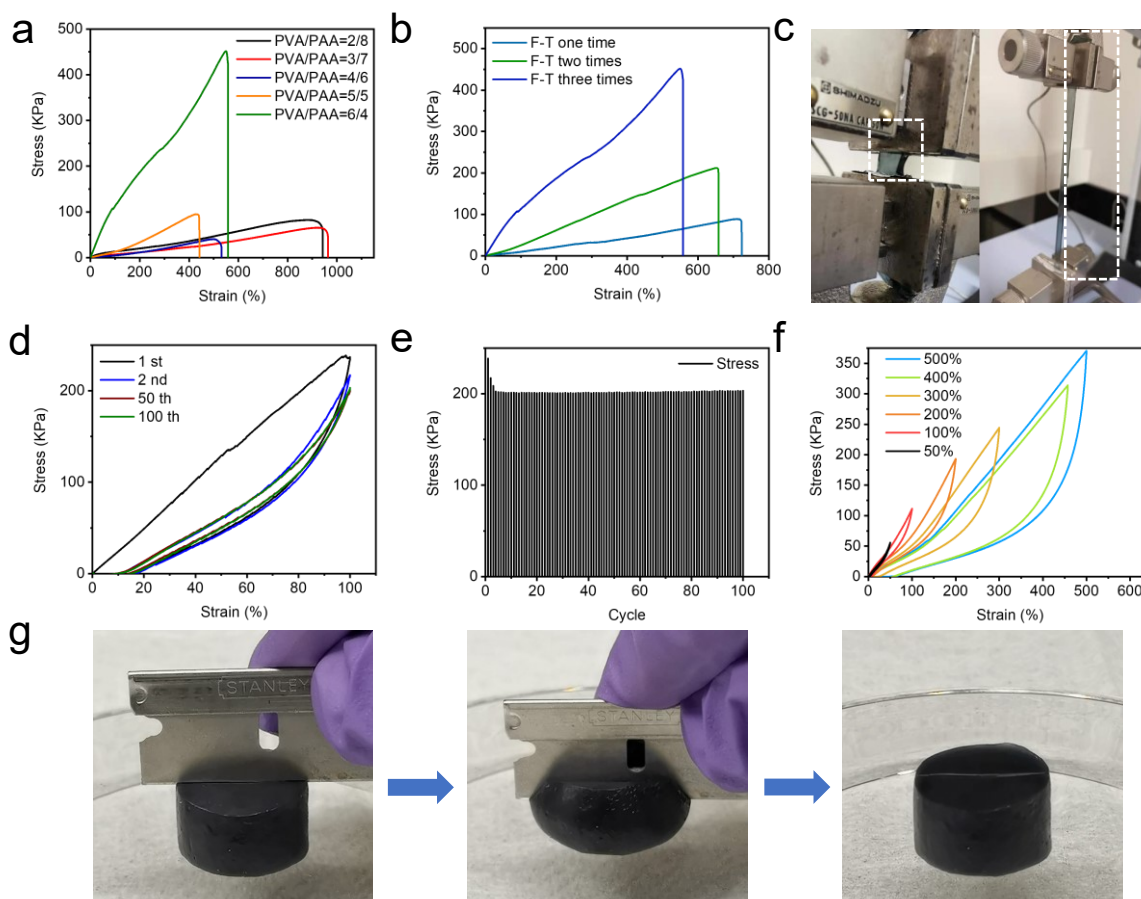 a
500
400
300
200
100
0
0 200 400 600 800 1000
Stress (KPa)
Strain (%)
PVA/PAA=2/8
PVA/PAA=3/7
PVA/PAA=4/6
PVA/PAA=5/5
PVA/PAA=6/4
b
500
400
300
200
100
0
0 200 400 600 800
Stress (KPa)
Strain (%)
F-T one time
F-T two times
F-T three times
c
SHIMADZU
d
200
100
0
0 20 40 60 80 100
Stress (KPa)
Strain (%)
1 st
2 nd
50 th
100 th
e
200
100
0
0 20 40 60 80 100
Stress (KPa)
Cycle
Stress
f
350
300
250
200
150
100
50
0
0 100 200 300 400 500 600
Stress (KPa)
Strain (%)
500%
400%
300%
200%
100%
50%
g
STANLEY
STANLEY